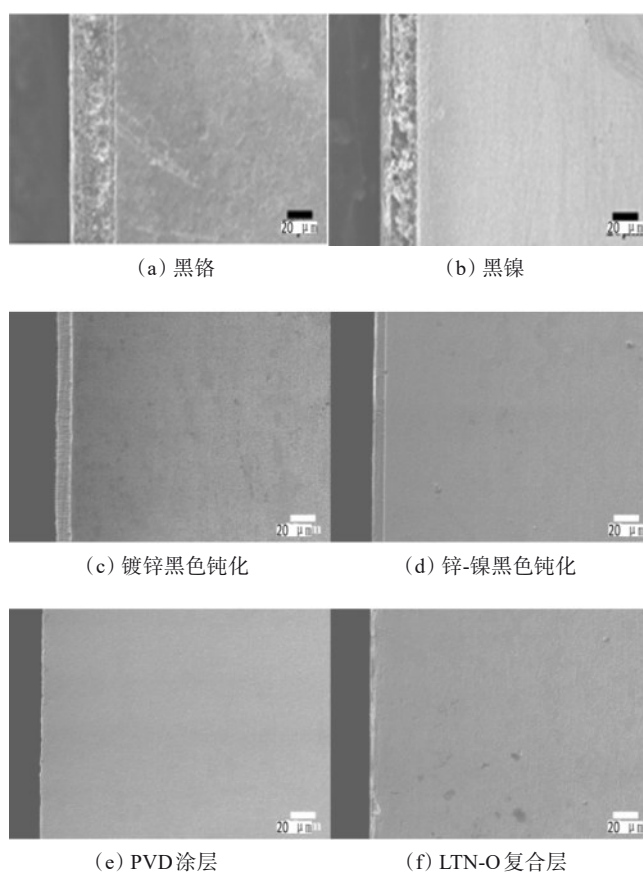 20 μm
20 μm
（a）黑铬
（b）黑镍
20 μm
20 μm
（c）镀锌黑色钝化
（d）锌-镍黑色钝化
20 μm
20 μm
（e）PVD涂层
（f）LTN-O复合层